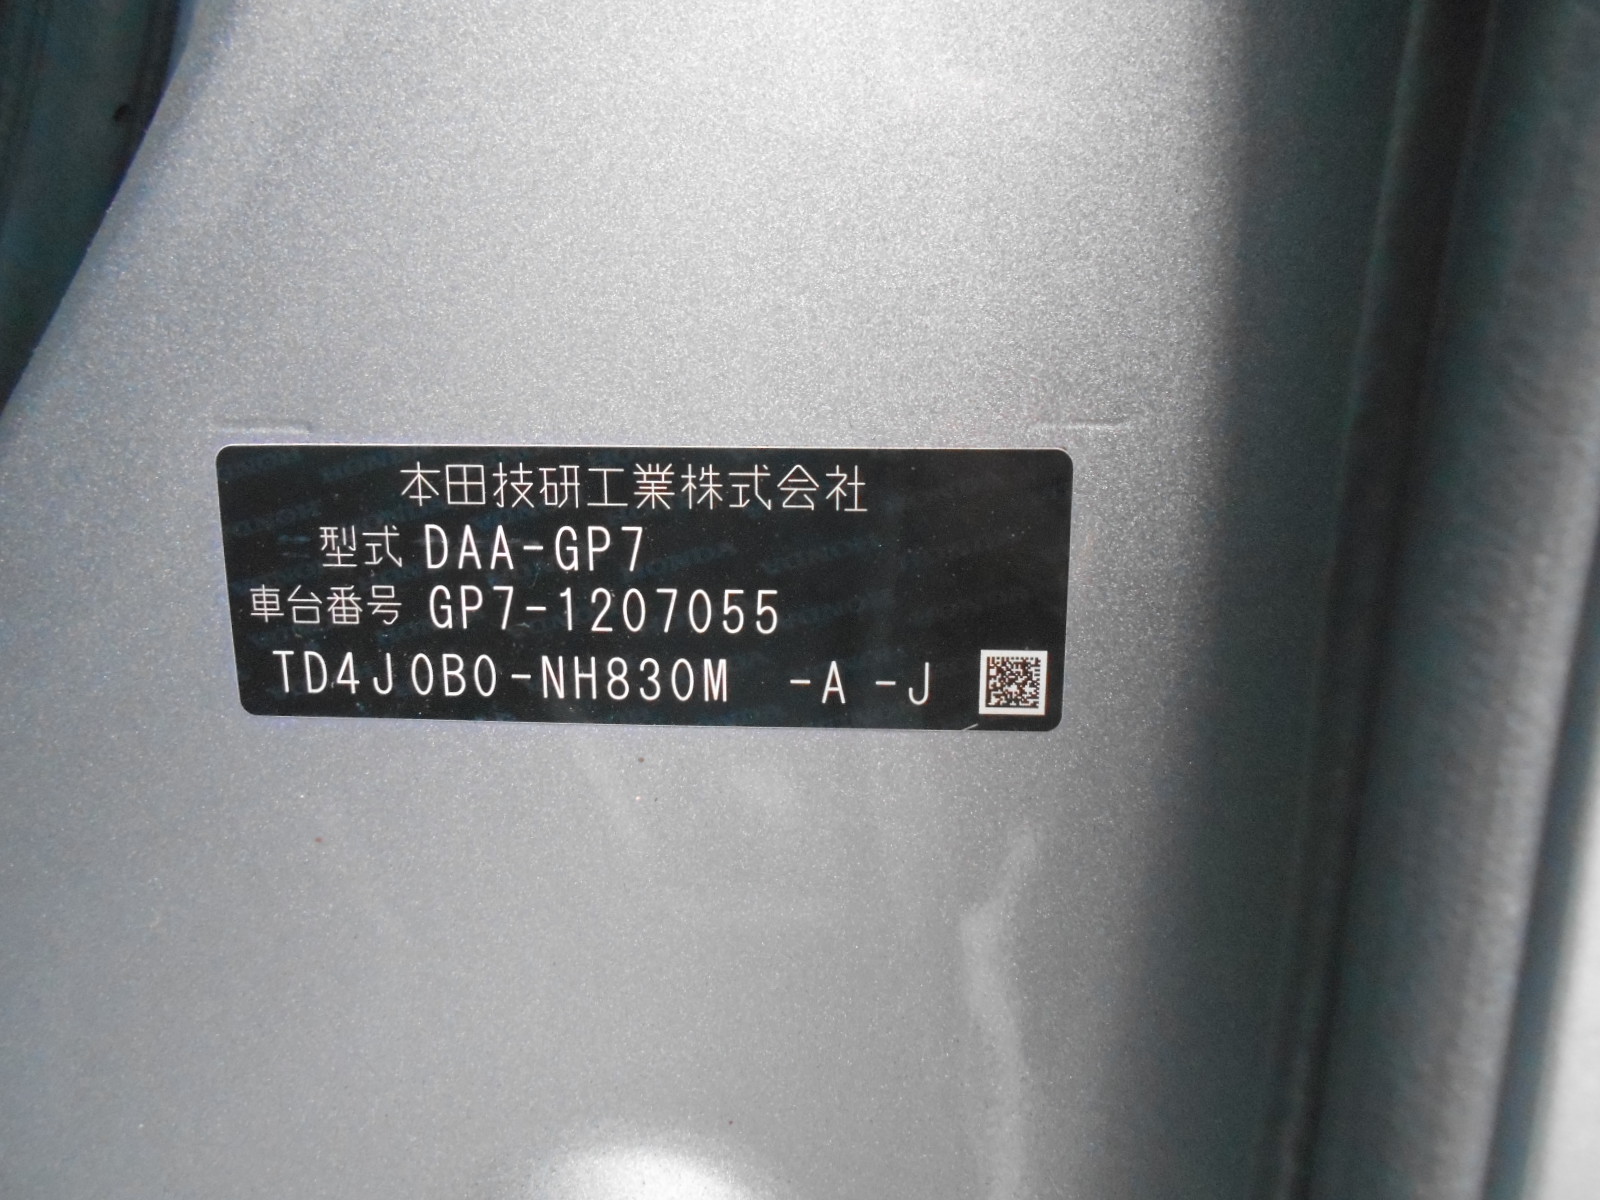 本田技研工業株式会社
型式 DAA-GP7
車台番号 GP7-1207055
TD4J0B0-NH830M -A -J